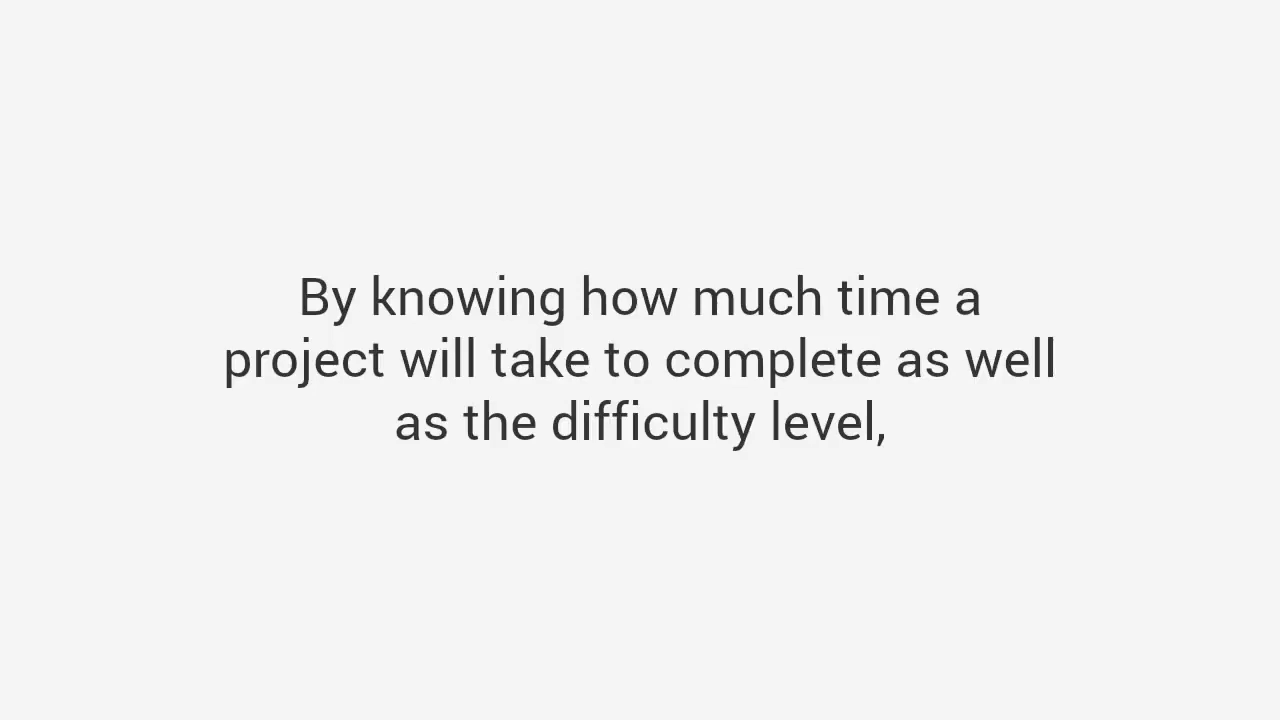 By knowing how much time a
project will take to complete as well
as the difficulty level,